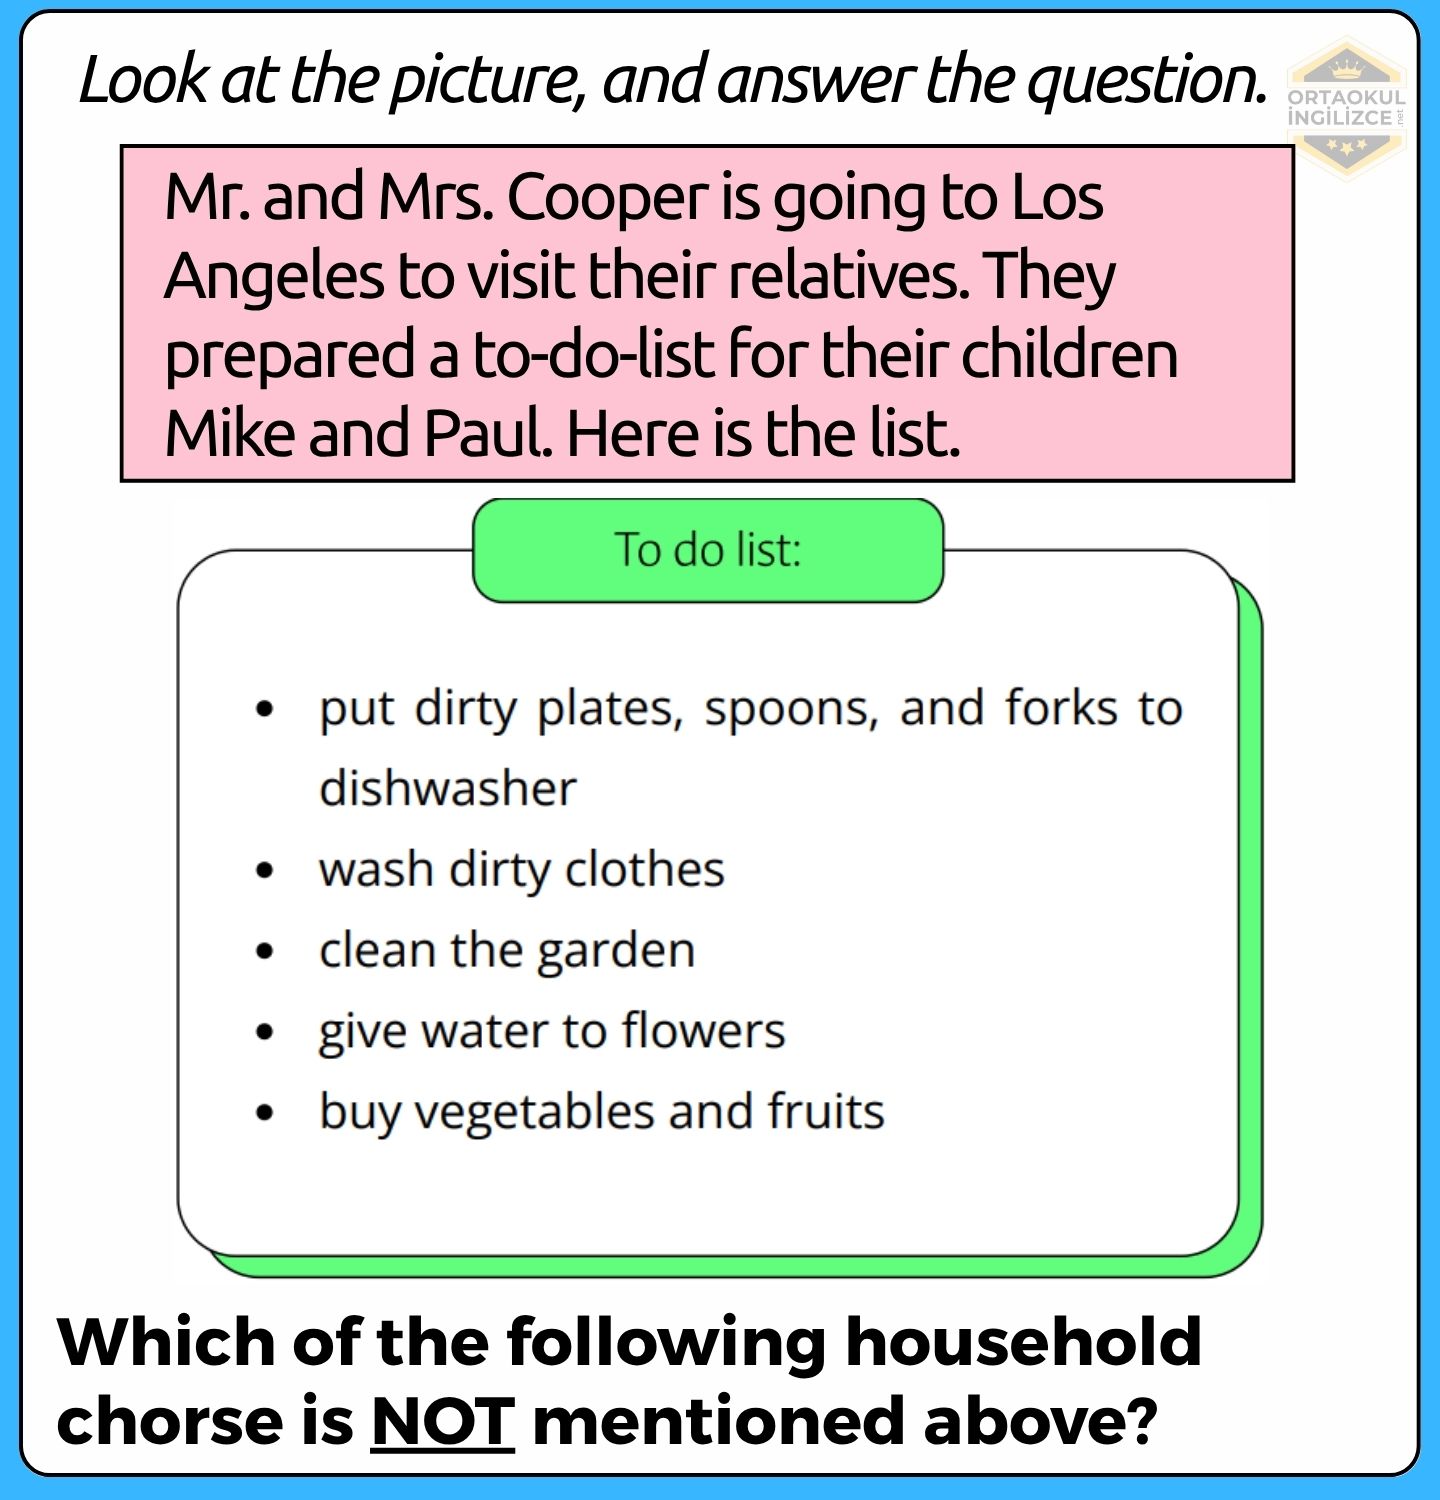 Look at the picture, and answer the question.
ORTAOKUL
İNGİLİZCE
.net
Mr. and Mrs. Cooper is going to Los
Angeles to visit their relatives. They
prepared a to-do-list for their children
Mike and Paul. Here is the list.
To do list:
• put dirty plates, spoons, and forks to
dishwasher
• wash dirty clothes
• clean the garden
• give water to flowers
• buy vegetables and fruits
Which of the following household
chorse is NOT mentioned above?